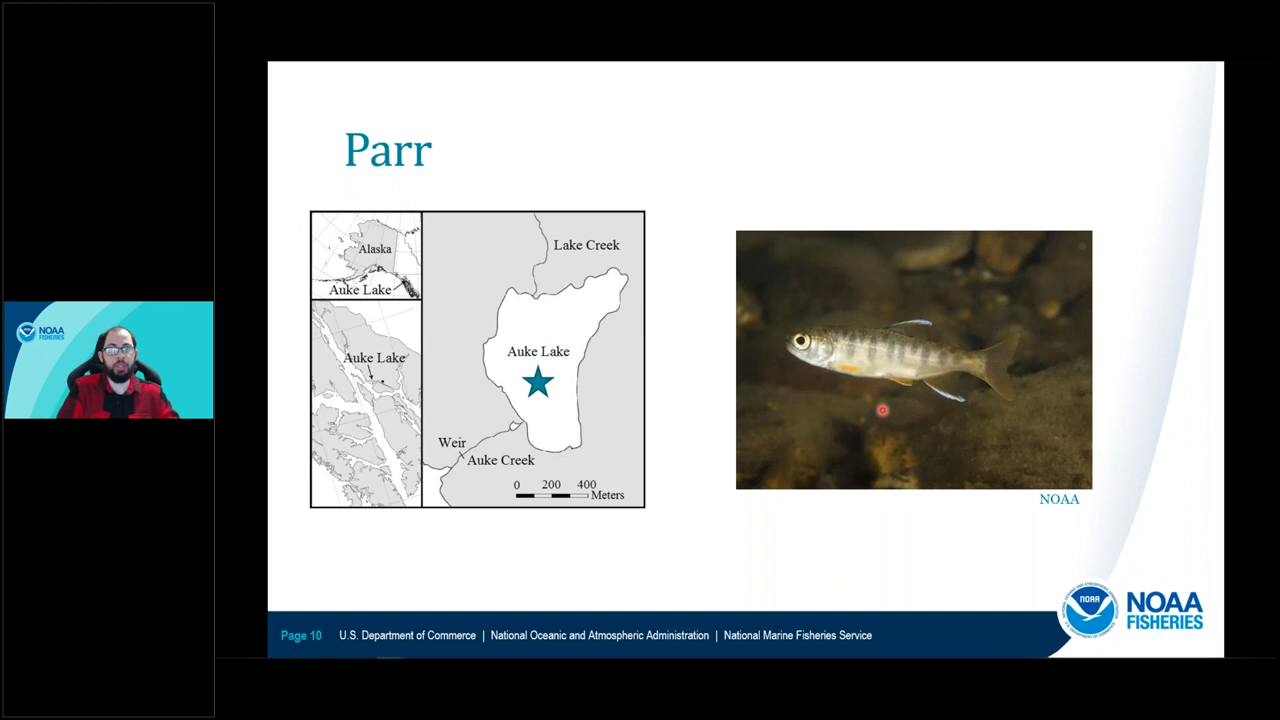 NOAA
FISHERIES
Parr
Alaska
Auke Lake
Auke Lake
Lake Creek
Auke Lake
Weir
Auke Creek
0 200 400
Meters
NOAA
Page 10 U.S. Department of Commerce | National Oceanic and Atmospheric Administration | National Marine Fisheries Service
NOAA
NOAA
FISHERIES